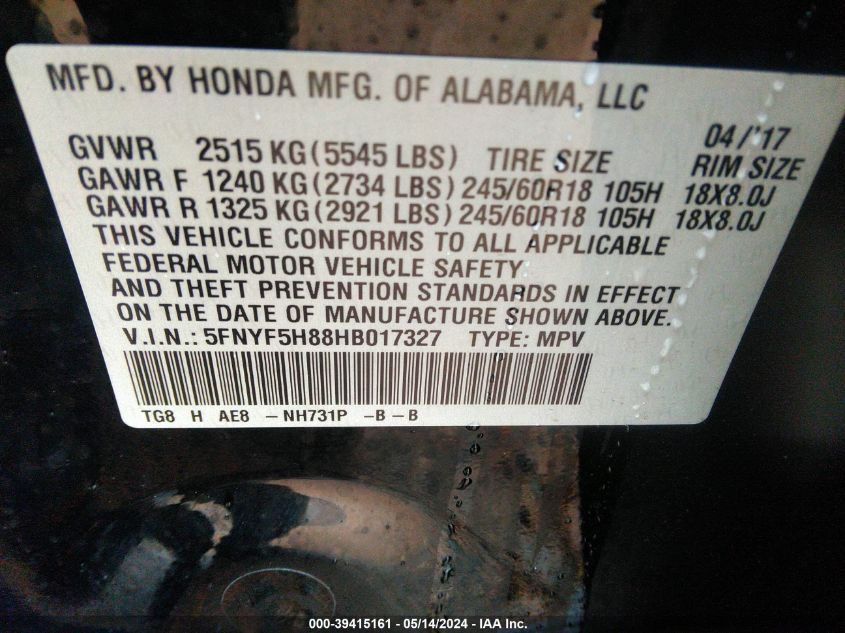 MFD. BY HONDA MFG. OF ALABAMA, LLC
04/'17
GVWR 2515 KG (5545 LBS) TIRE SIZE RIM SIZE
GAWR F 1240 KG (2734 LBS) 245/60R18 105H 18X8.0J
GAWR R 1325 KG (2921 LBS) 245/60R18 105H 18X8.0J
THIS VEHICLE CONFORMS TO ALL APPLICABLE
FEDERAL MOTOR VEHICLE SAFETY
AND THEFT PREVENTION STANDARDS IN EFFECT
ON THE DATE OF MANUFACTURE SHOWN ABOVE.
V.I.N.: 5FNYF5H88HB017327 TYPE: MPV
TG8 H AE8 -NH731P -B-B
000-39415161 - 05/14/2024 - IAA Inc.